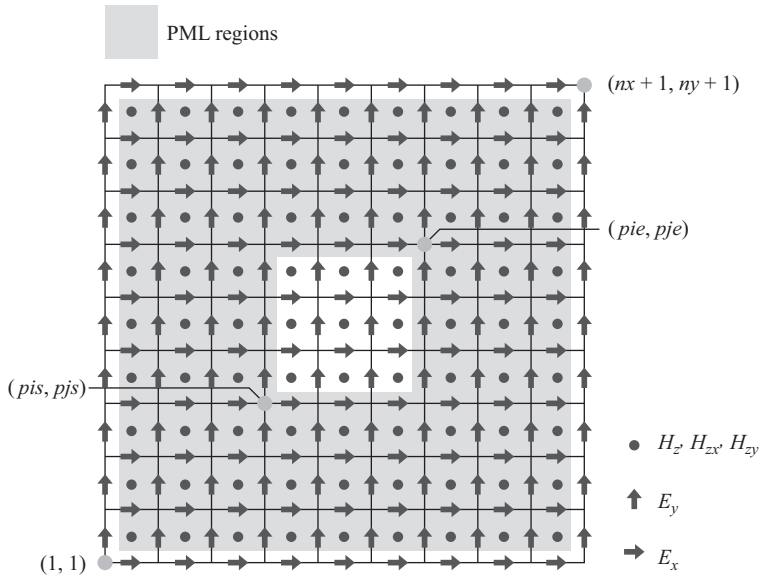 PML regions
(nx + 1, ny + 1)
(pie, pje)
(pis, pjs)
H_z, H_zx, H_zy
E_y
(1, 1)
E_x